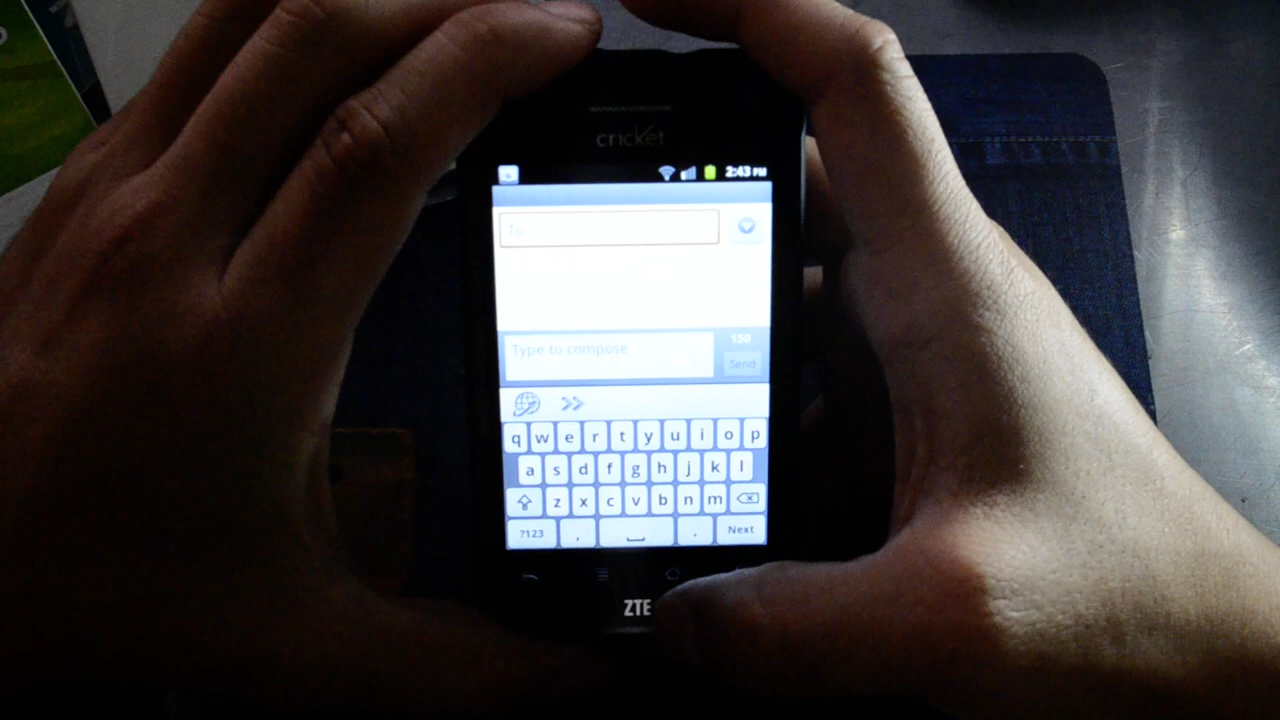 cricket
2:43 PM
To
150
Type to compose
Send
q w e r t y u i o p
a s d f g h j k l
z x c v b n m
?123 , . Next
ZTE